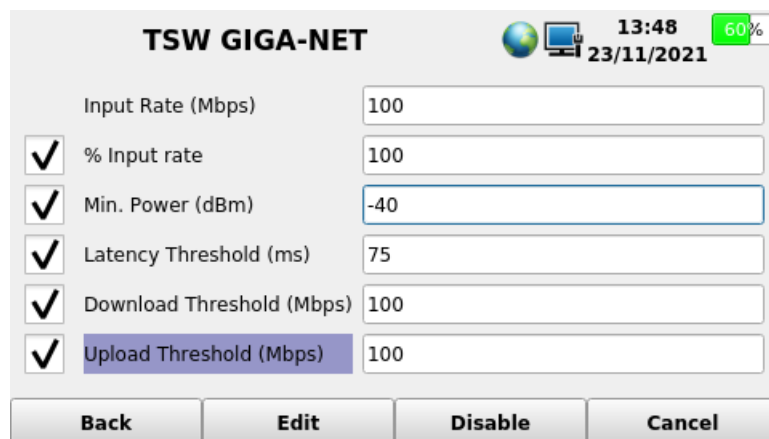 TSW GIGA-NET
13:48
23/11/2021
60%
Input Rate (Mbps) 100
% Input rate 100
Min. Power (dBm) -40
Latency Threshold (ms) 75
Download Threshold (Mbps) 100
Upload Threshold (Mbps) 100
Back Edit Disable Cancel